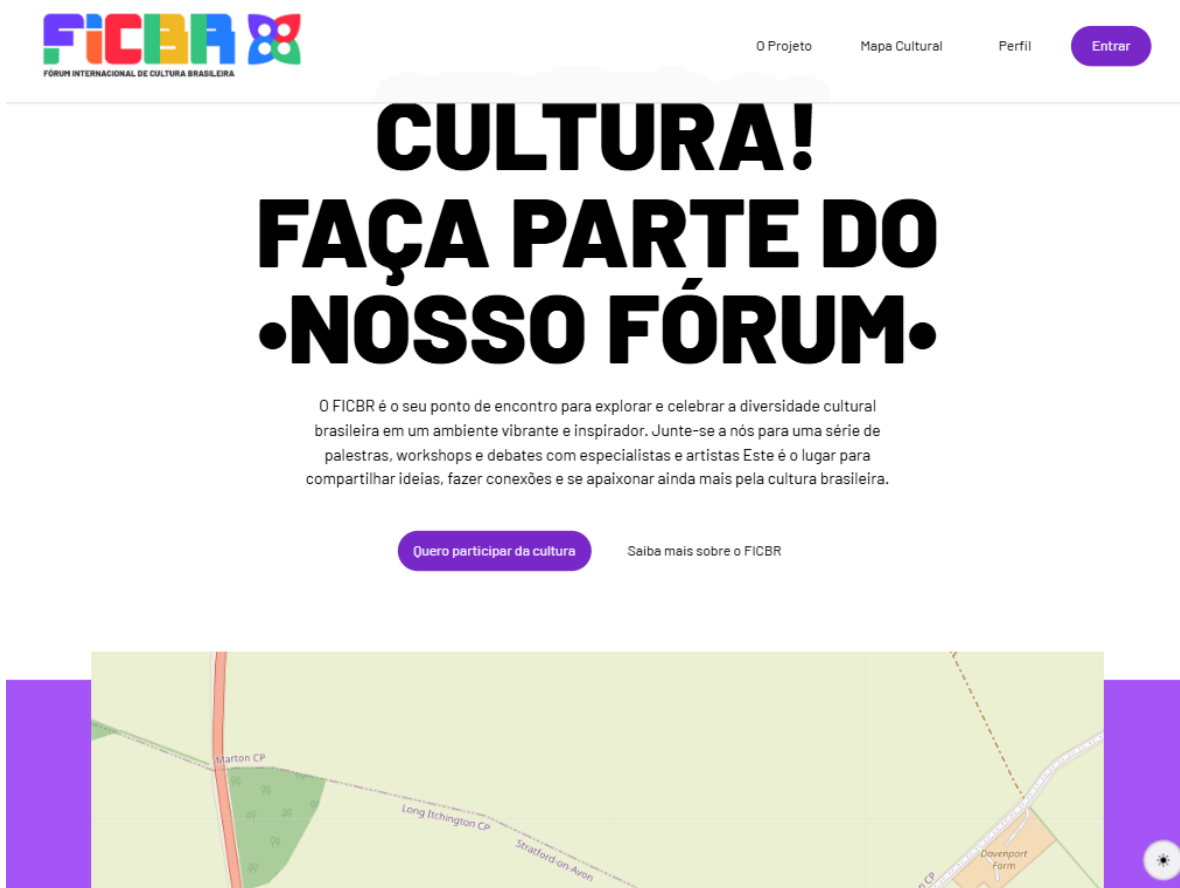 FICBR
FÓRUM INTERNACIONAL DE CULTURA BRASILEIRA
O Projeto
Mapa Cultural
Perfil
Entrar
CULTURA!
FAÇA PARTE DO
•NOSSO FÓRUM•
O FICBR é o seu ponto de encontro para explorar e celebrar a diversidade cultural
brasileira em um ambiente vibrante e inspirador. Junte-se a nós para uma série de
palestras, workshops e debates com especialistas e artistas Este é o lugar para
compartilhar ideias, fazer conexões e se apaixonar ainda mais pela cultura brasileira.
Quero participar da cultura
Saiba mais sobre o FICBR
Marton CP
Long Itchington CP
Stratford-on-Avon
Davenport
Farm
CP